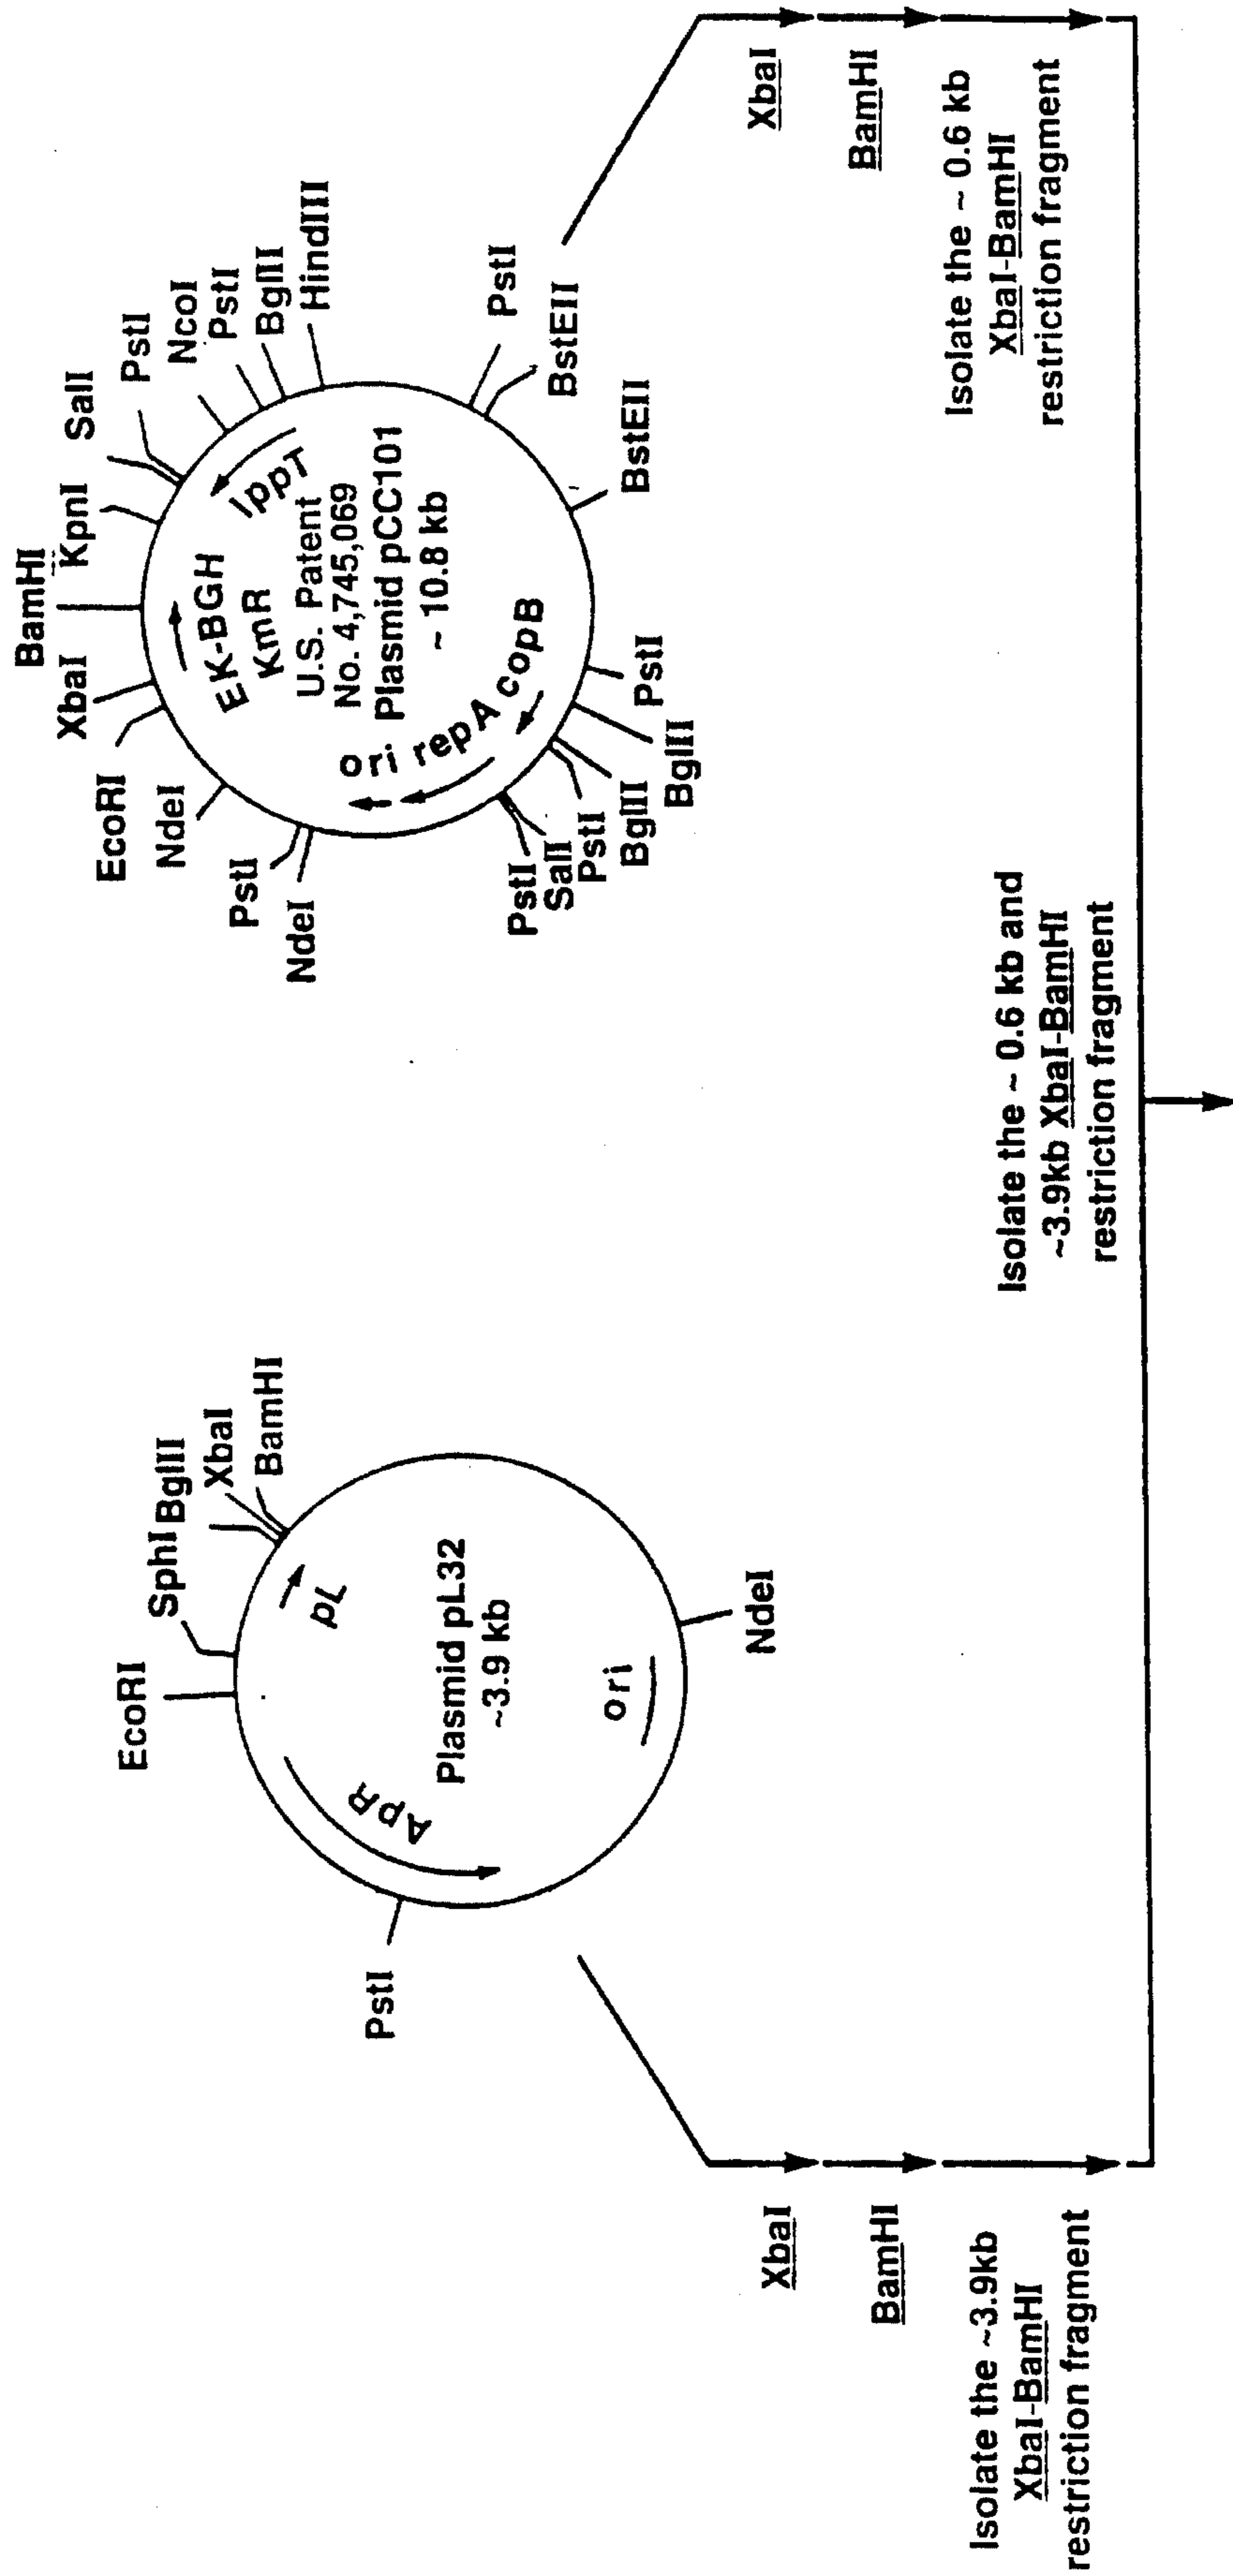 EcoRI
SphI
BglII
XbaI
BamHI
pL
ApR
PstI
Plasmid pL32
~3.9 kb
ori
NdeI
XbaI
BamHI
Isolate the ~3.9kb
XbaI-BamHI
restriction fragment
BamHI
XbaI
KpnI
SalI
EcoRI
PstI
NdeI
NcoI
PstI
PstI
BglII
NdeI
HindIII
EK-BGH
KmR
lppT
U.S. Patent
No. 4,745,069
Plasmid pCC101
~ 10.8 kb
ori repA copB
PstI
BstEII
BstEII
PstI
SalI
PstI
BglII
BglII
PstI
XbaI
BamHI
Isolate the ~ 0.6 kb
XbaI-BamHI
restriction fragment
Isolate the ~ 0.6 kb and
~3.9kb XbaI-BamHI
restriction fragment